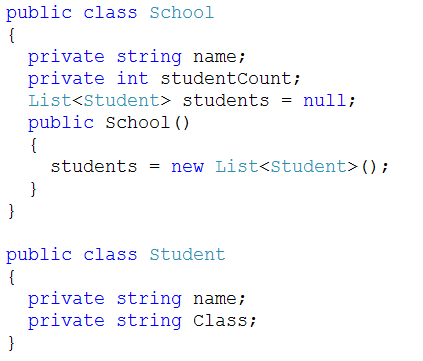 public class School
{
private string name;
private int studentCount;
List<Student> students = null;
public School()
{
students = new List<Student>();
}
}
public class Student
{
private string name;
private string Class;
}